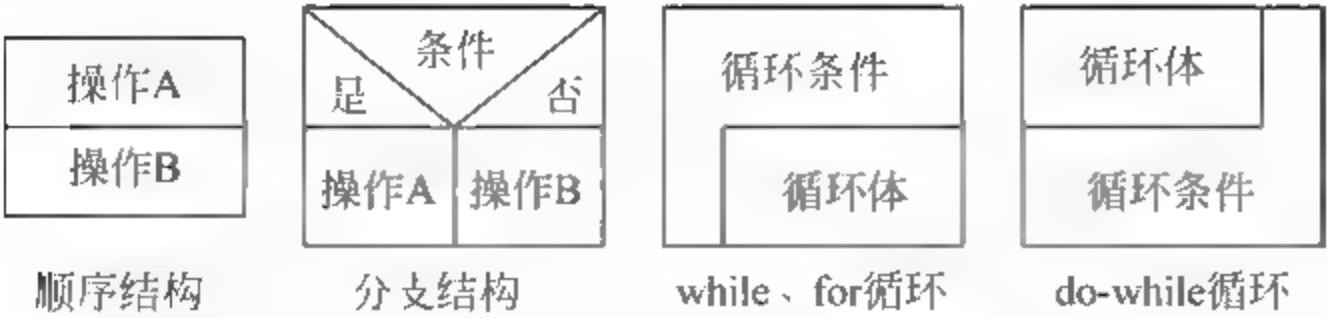 操作A
操作B
顺序结构
条件
是 否
操作A 操作B
分支结构
循环条件
循环体
while、for循环
循环体
循环条件
do-while循环